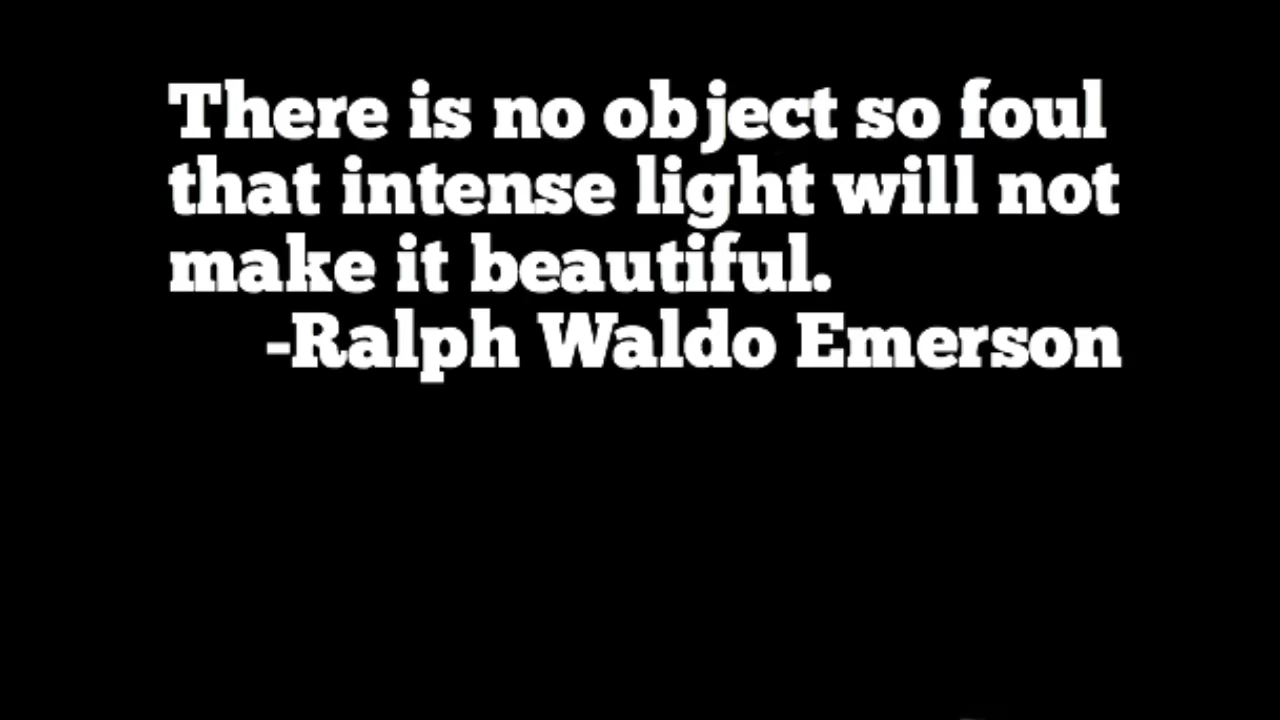 There is no object so foul
that intense light will not
make it beautiful.
-Ralph Waldo Emerson